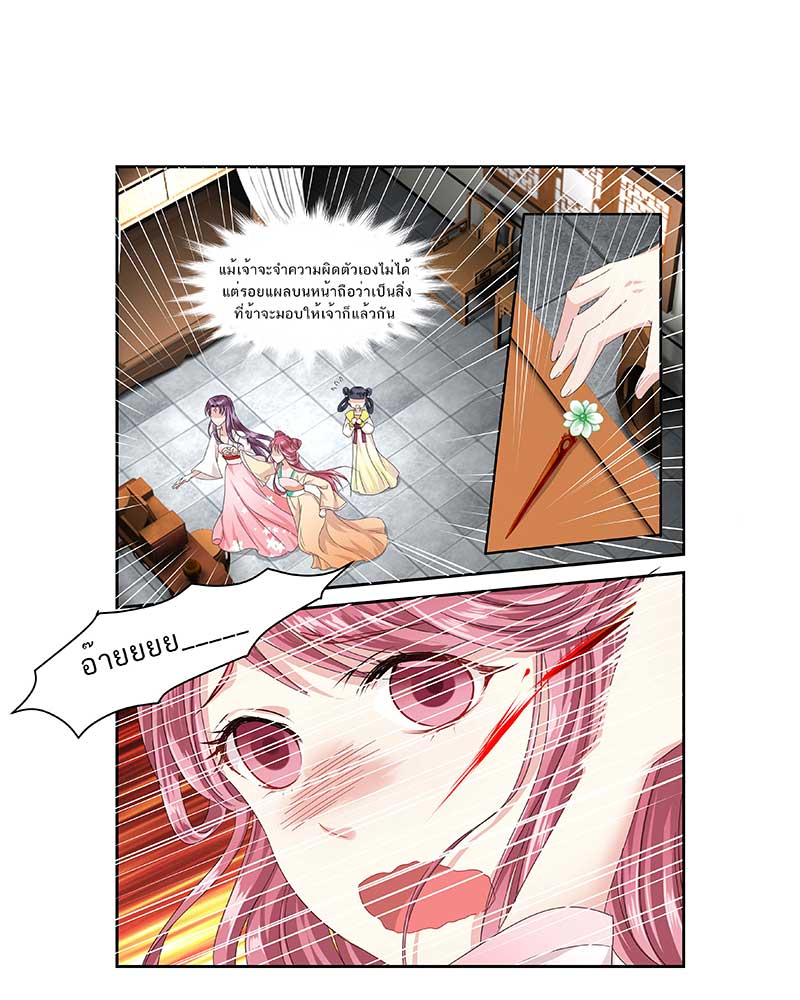 แม้เจ้าจะจำความผิดตัวเองไม่ได้
แต่รอยแผลบนหน้าถือว่าเป็นสิ่ง
ที่ข้าจะมอบให้เจ้าก็แล้วกัน
อ๊ายยยย______